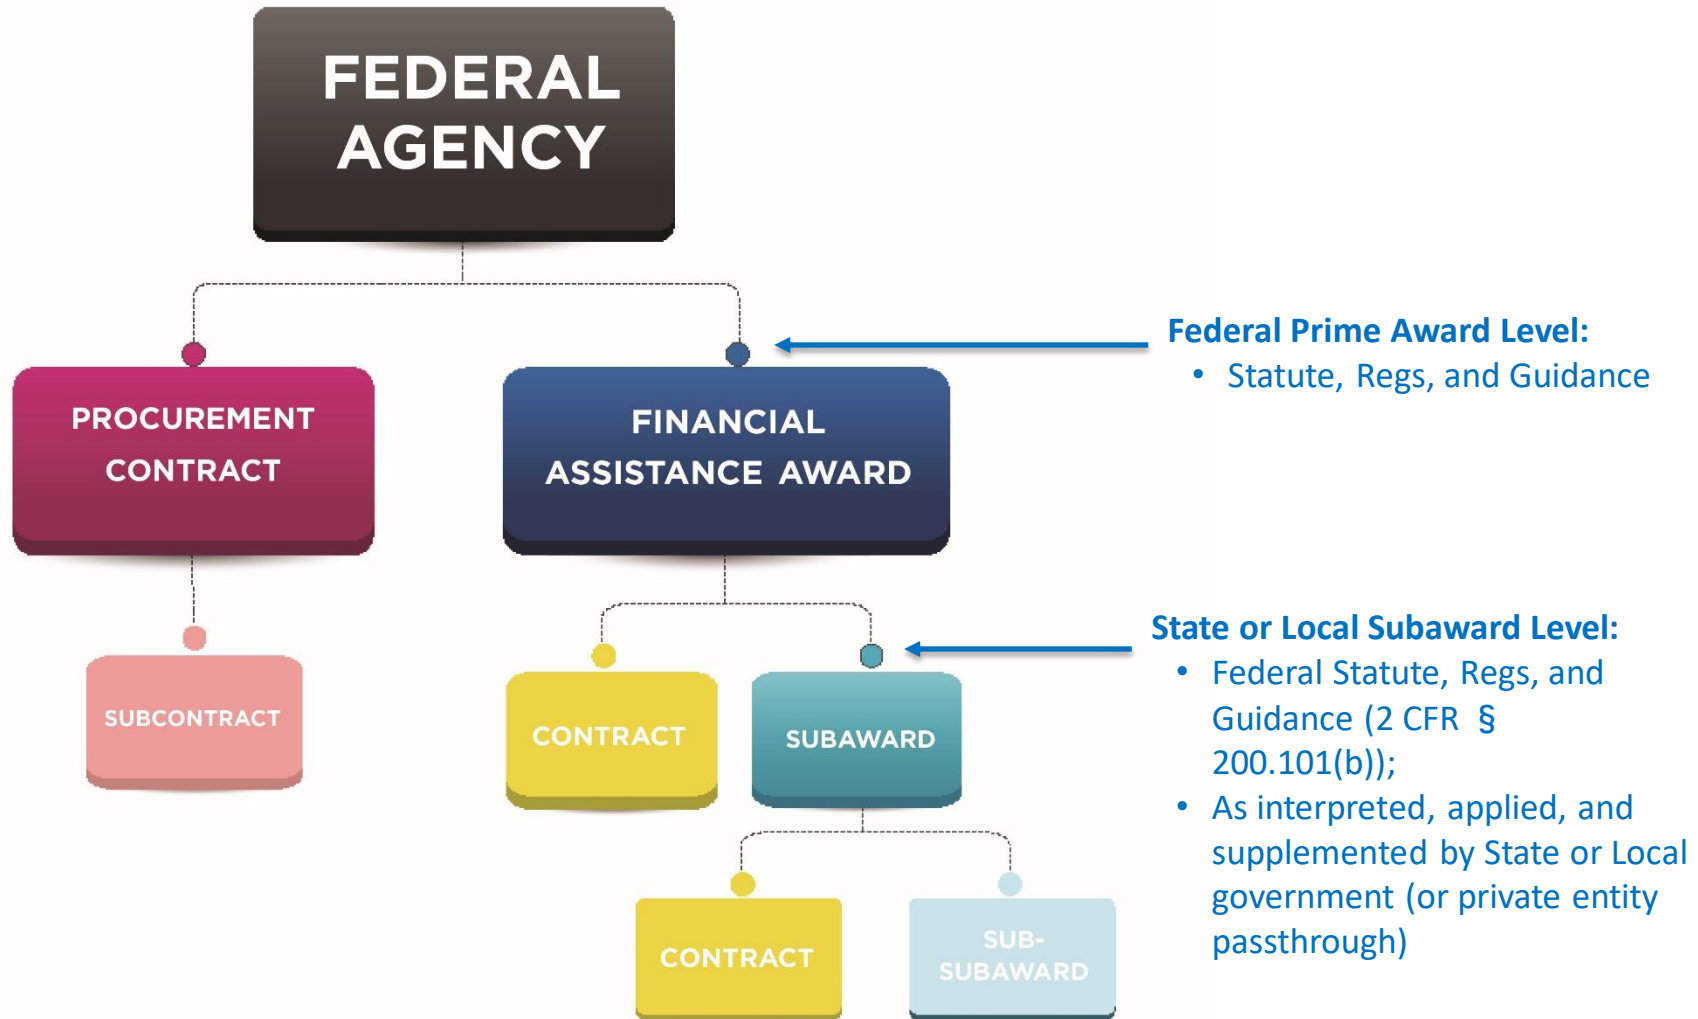 FEDERAL
AGENCY
PROCUREMENT
CONTRACT
FINANCIAL
ASSISTANCE AWARD
Federal Prime Award Level:
• Statute, Regs, and Guidance
SUBCONTRACT
CONTRACT
SUBAWARD
State or Local Subaward Level:
• Federal Statute, Regs, and
Guidance (2 CFR §
200.101(b));
• As interpreted, applied, and
supplemented by State or Local
government (or private entity
passthrough)
CONTRACT
SUB-
SUBAWARD